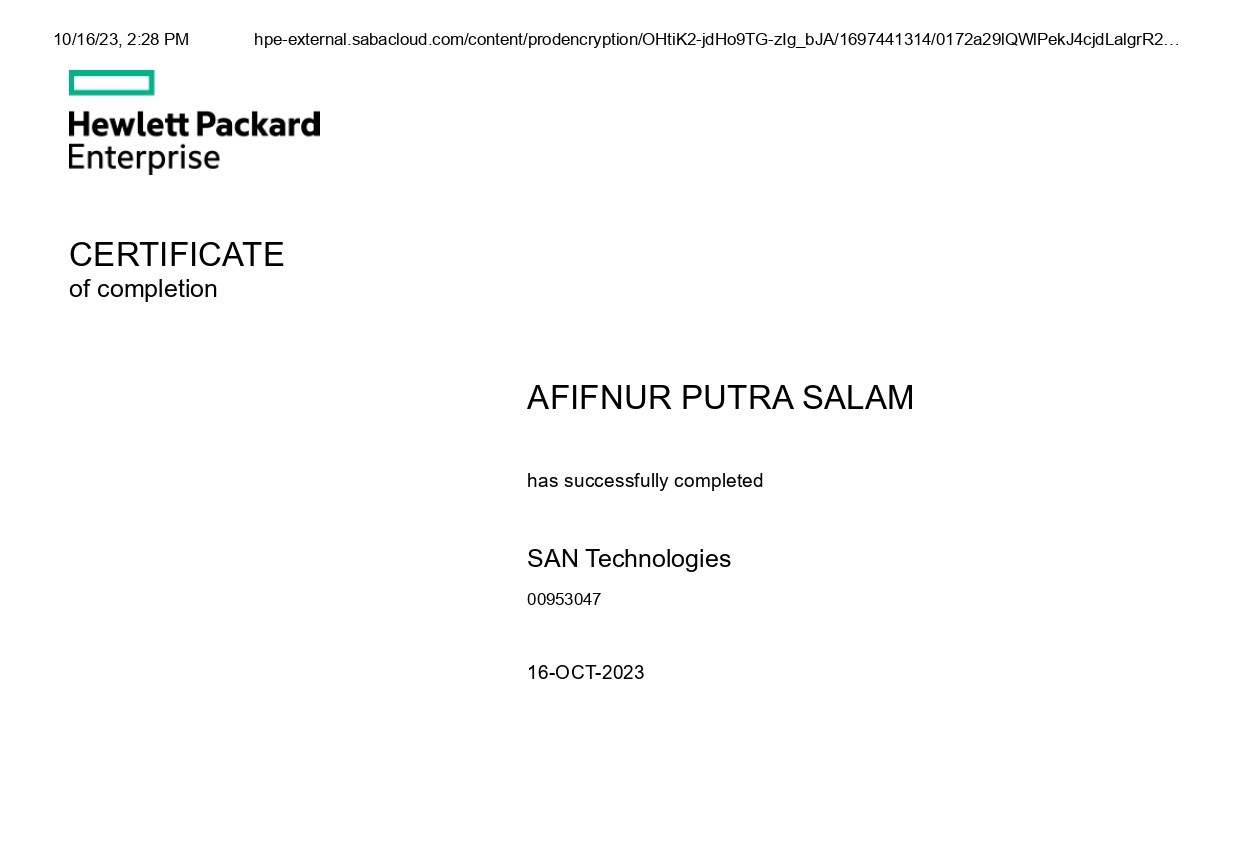 10/16/23, 2:28 PM hpe-external.sabacloud.com/content/prodencryption/OHtiK2-jdHo9TG-zIg_bJA/1697441314/0172a29lQWlPekJ4cjdLalgrR2…
Hewlett Packard
Enterprise
CERTIFICATE
of completion
AFIFNUR PUTRA SALAM
has successfully completed
SAN Technologies
00953047
16-OCT-2023